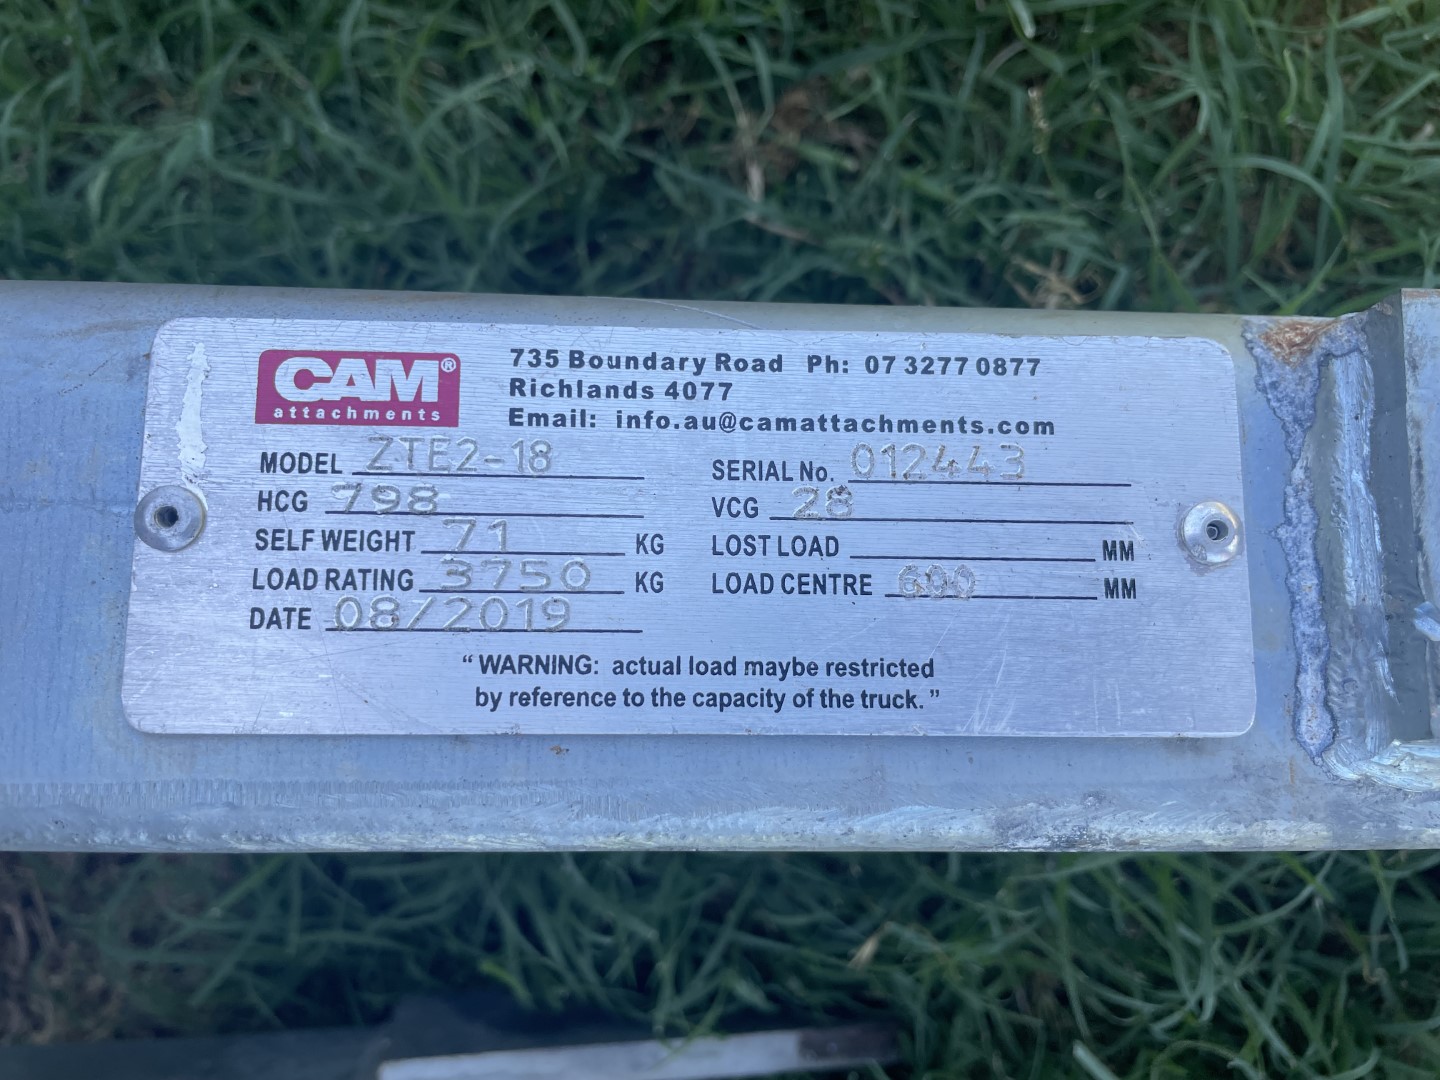 CAM®
attachments
735 Boundary Road Ph: 07 3277 0877
Richlands 4077
Email: info.au@camattachments.com
MODEL ZTE2-18 SERIAL No. 012443
HCG 798 VCG 28
SELF WEIGHT 71 KG LOST LOAD MM
LOAD RATING 3750 KG LOAD CENTRE 600 MM
DATE 08/2019
“ WARNING: actual load maybe restricted
by reference to the capacity of the truck. ”